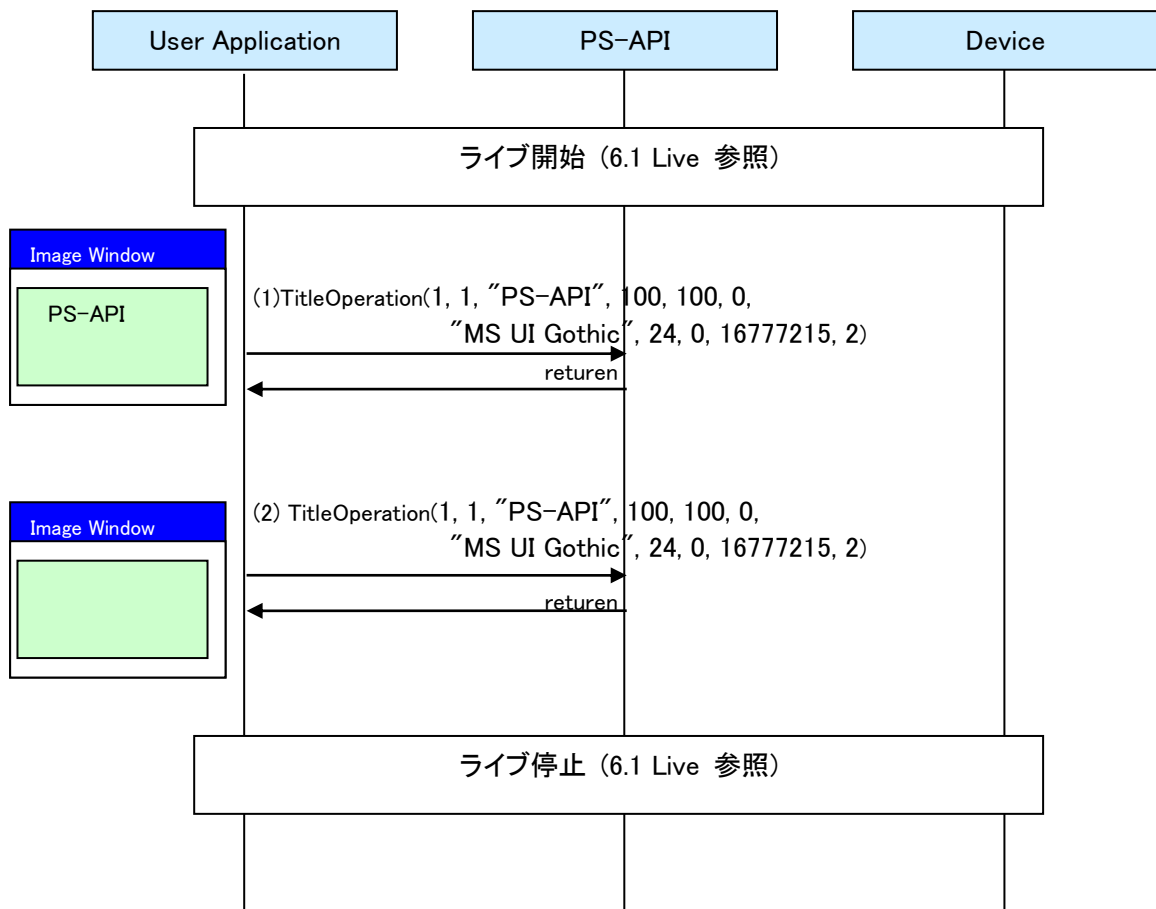 User Application
PS-API
Device
ライブ開始 (6.1 Live 参照)
Image Window
PS-API
(1)TitleOperation(1, 1, "PS-API", 100, 100, 0,
"MS UI Gothic", 24, 0, 16777215, 2)
returen
Image Window
(2) TitleOperation(1, 1, "PS-API", 100, 100, 0,
"MS UI Gothic", 24, 0, 16777215, 2)
returen
ライブ停止 (6.1 Live 参照)